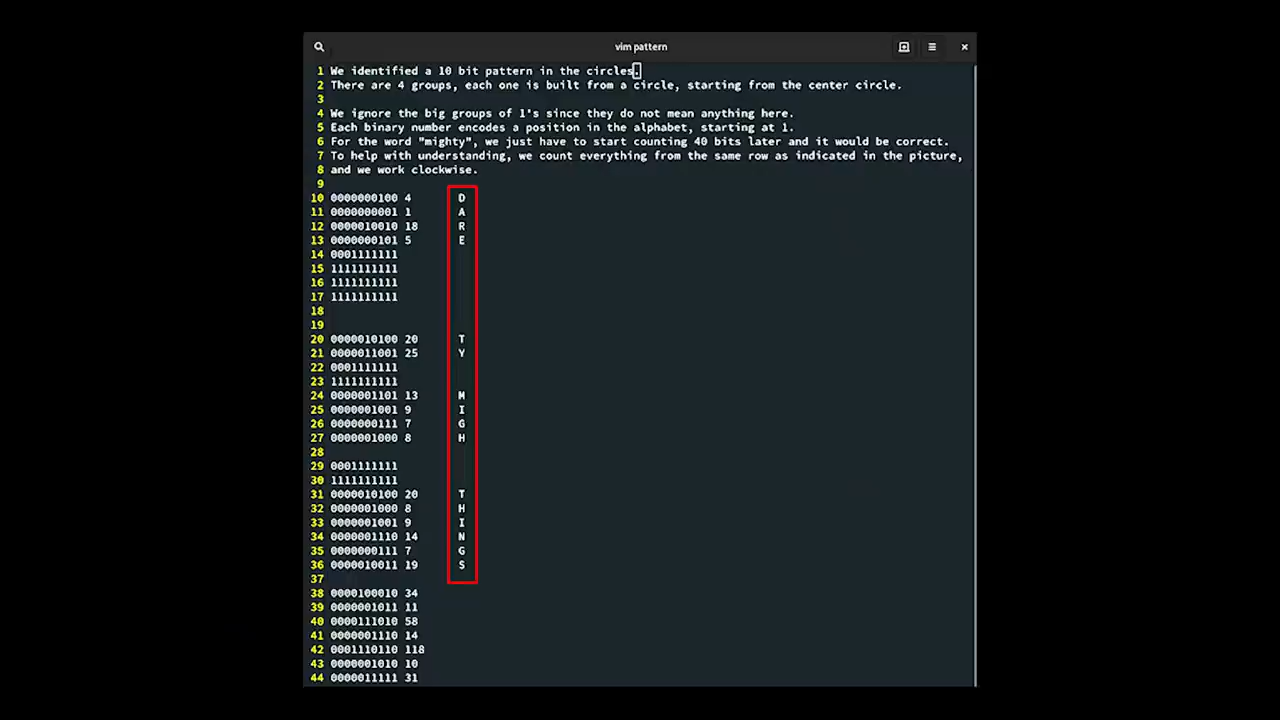 vim pattern
1 We identified a 10 bit pattern in the circles.
2 There are 4 groups, each one is built from a circle, starting from the center circle.
3
4 We ignore the big groups of 1's since they do not mean anything here.
5 Each binary number encodes a position in the alphabet, starting at 1.
6 For the word "mighty", we just have to start counting 40 bits later and it would be correct.
7 To help with understanding, we count everything from the same row as indicated in the picture,
8 and we work clockwise.
9
10 0000000100 4 D
11 0000000001 1 A
12 0000010010 18 R
13 0000000101 5 E
14 0001111111
15 1111111111
16 1111111111
17 1111111111
18
19
20 0000010100 20 T
21 0000011001 25 Y
22 0001111111
23 1111111111
24 0000001101 13 M
25 0000001001 9 I
26 0000000111 7 G
27 0000001000 8 H
28
29 0001111111
30 1111111111
31 0000010100 20 T
32 0000001000 8 H
33 0000001001 9 I
34 0000001110 14 N
35 0000000111 7 G
36 0000010011 19 S
37
38 0000100010 34
39 0000001011 11
40 0000111010 58
41 0000001110 14
42 0001110110 118
43 0000001010 10
44 0000011111 31